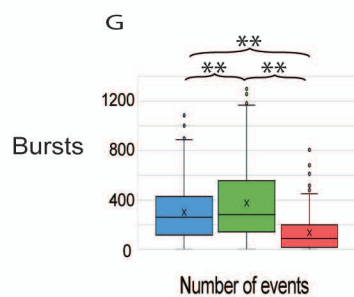 G
**
** **
1200
800
Bursts
400
0
x x x
Number of events